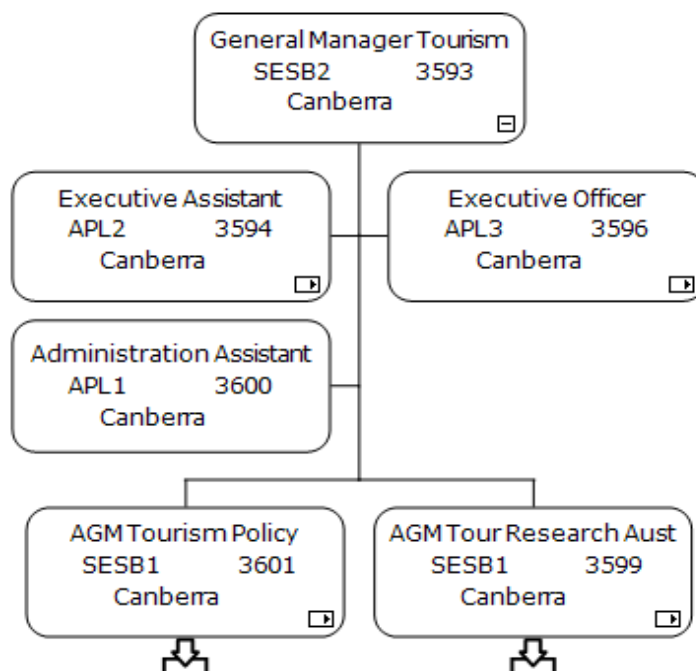 General Manager Tourism
SESB2 3593
Canberra
Executive Assistant
APL2 3594
Canberra
Executive Officer
APL3 3596
Canberra
Administration Assistant
APL1 3600
Canberra
AGM Tourism Policy
SESB1 3601
Canberra
AGM Tour Research Aust
SESB1 3599
Canberra